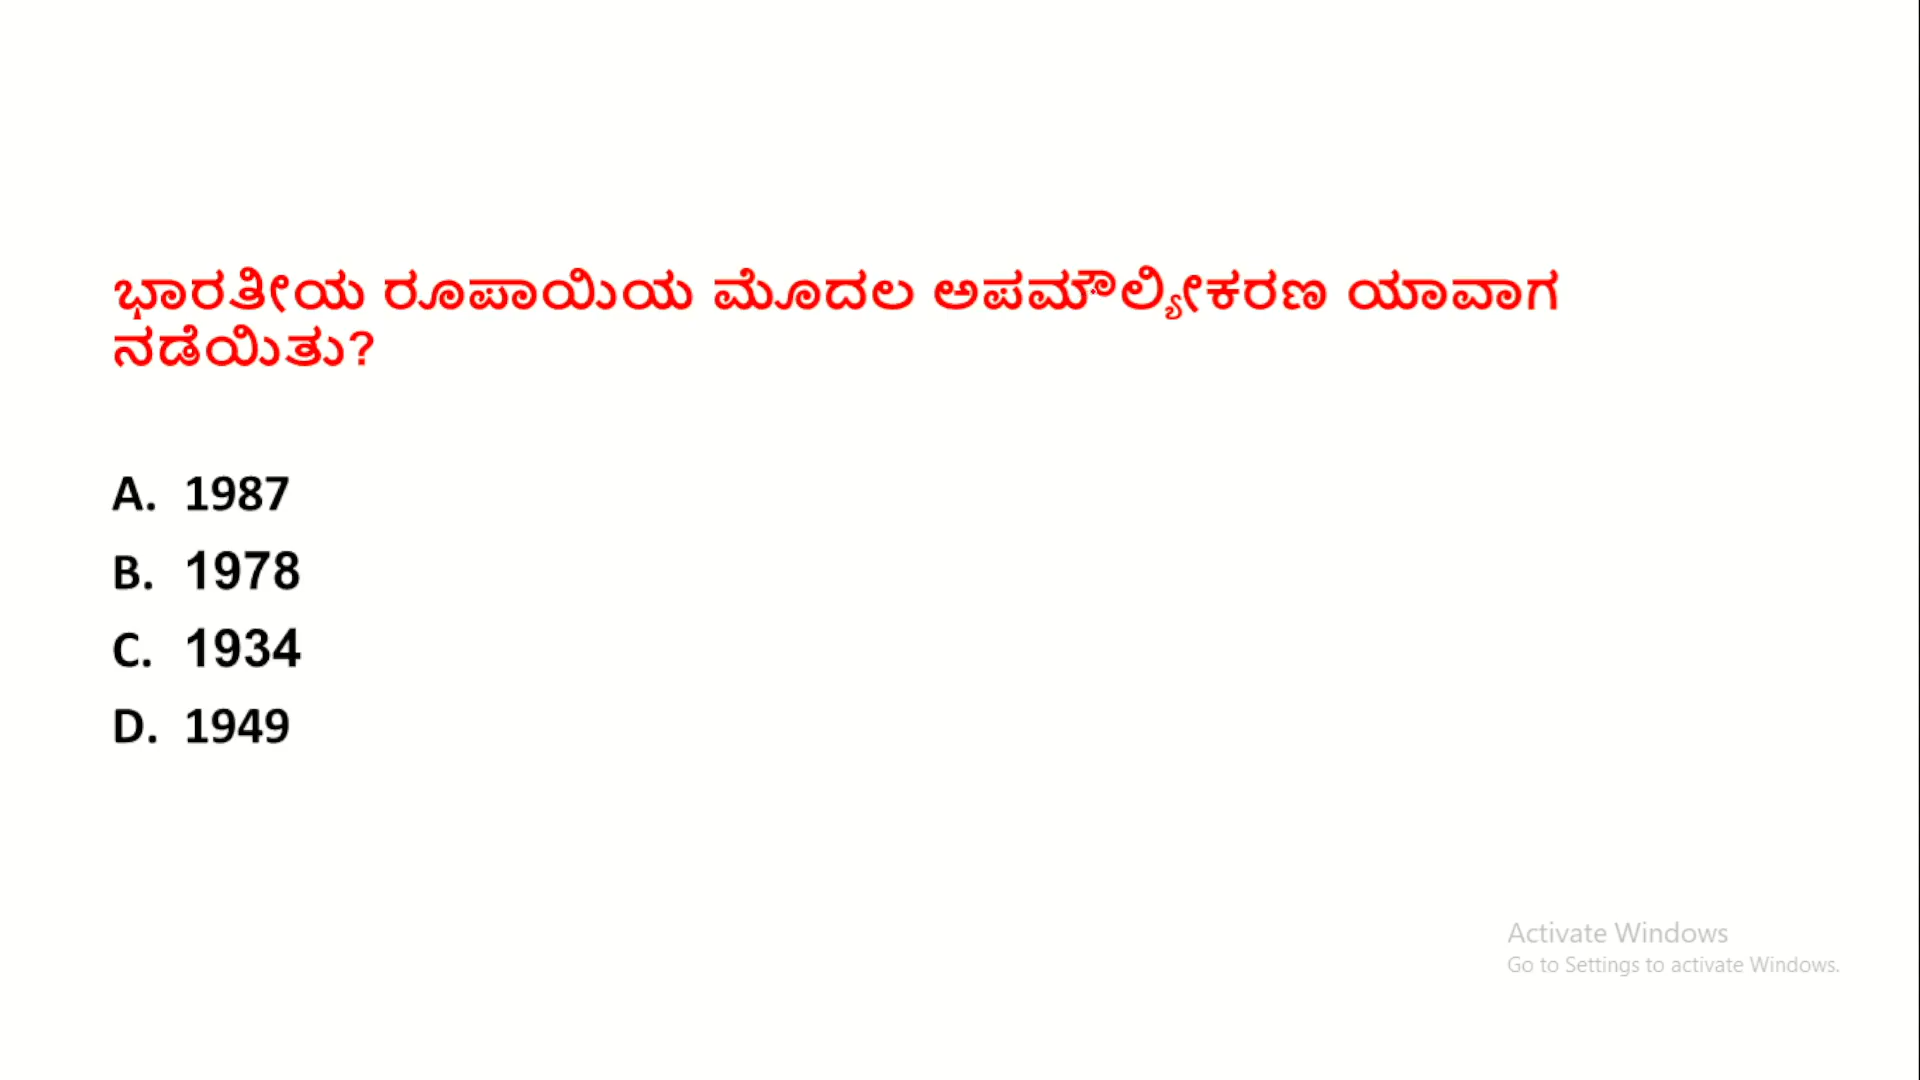 ಭಾರತೀಯ ರೂಪಾಯಿಯ ಮೊದಲ ಅಪಮೌಲ್ಯೀಕರಣ ಯಾವಾಗ
ನಡೆಯಿತು?
A. 1987
B. 1978
C. 1934
D. 1949
Activate Windows
Go to Settings to activate Windows.